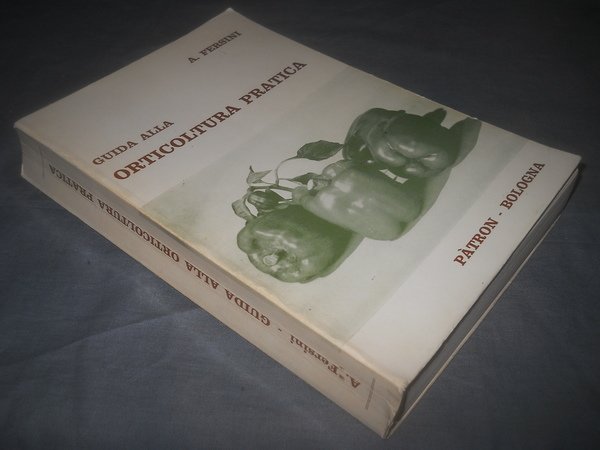 A. FERSINI
GUIDA ALLA
ORTICOLTURA PRATICA
PÀTRON - BOLOGNA
A. Fersini - GUIDA ALLA ORTICOLTURA PRATICA